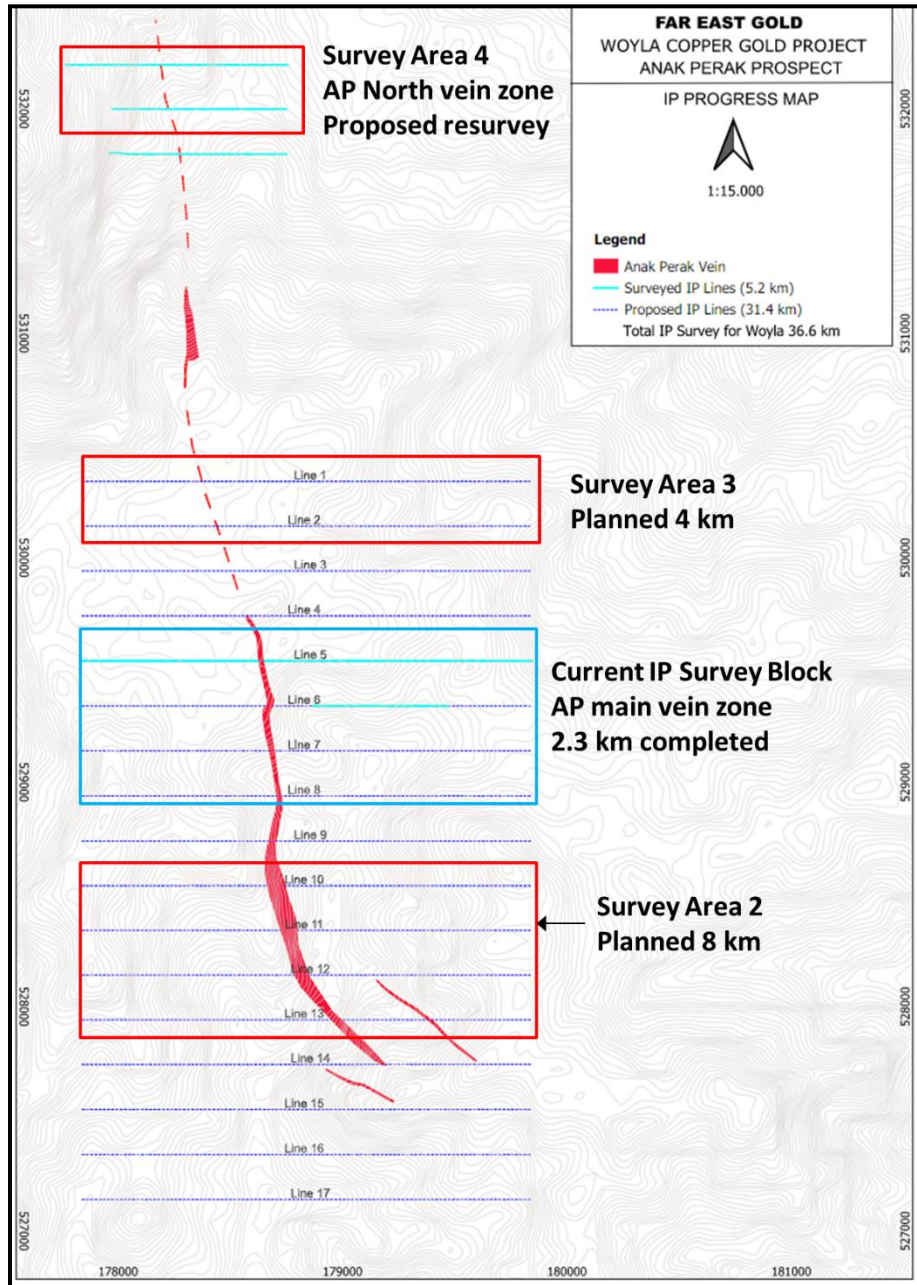 FAR EAST GOLD
WOYLA COPPER GOLD PROJECT
ANAK PERAK PROSPECT
IP PROGRESS MAP
1:15.000
Legend
Anak Perak Vein
Surveyed IP Lines (5.2 km)
Proposed IP Lines (31.4 km)
Total IP Survey for Woyla 36.6 km
Survey Area 4
AP North vein zone
Proposed resurvey
532000
532000
531000
531000
Line 1
Line 2
Survey Area 3
Planned 4 km
530000
530000
Line 3
Line 4
Line 5
Line 6
Line 7
Line 8
Current IP Survey Block
AP main vein zone
2.3 km completed
529000
529000
Line 9
Line 10
Line 11
Line 12
Line 13
Survey Area 2
Planned 8 km
528000
528000
Line 14
Line 15
Line 16
Line 17
527000
527000
178000
179000
180000
181000